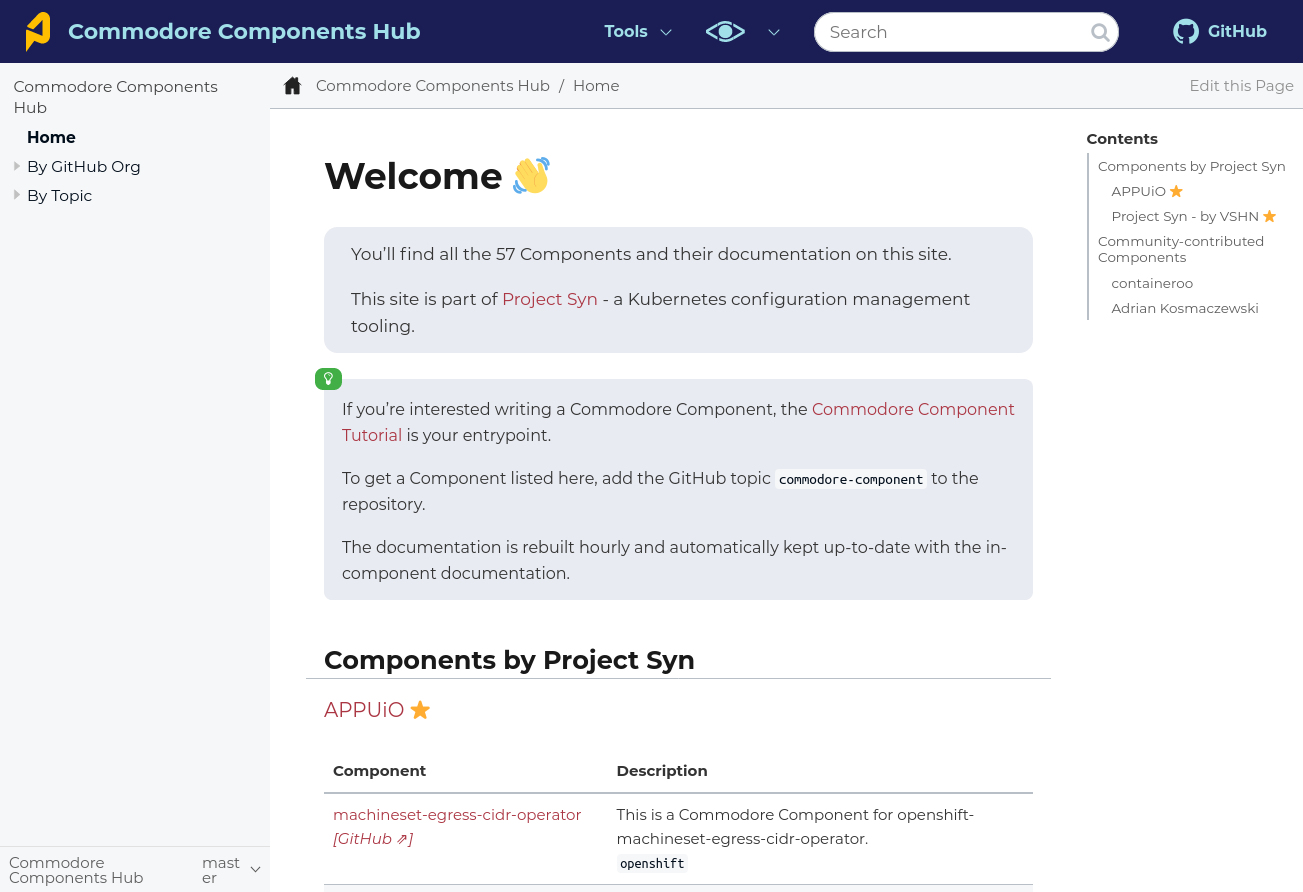 Commodore Components Hub
Tools
Search
GitHub
Commodore Components
Hub
Home
By GitHub Org
By Topic
Commodore Components Hub / Home
Edit this Page
Welcome 👋
You’ll find all the 57 Components and their documentation on this site.
This site is part of Project Syn - a Kubernetes configuration management
tooling.
If you’re interested writing a Commodore Component, the Commodore Component
Tutorial is your entrypoint.
To get a Component listed here, add the GitHub topic commodore-component to the
repository.
The documentation is rebuilt hourly and automatically kept up-to-date with the in-
component documentation.
Components by Project Syn
APPUiO ⭐
Component Description
machineset-egress-cidr-operator
[GitHub ⇗]
This is a Commodore Component for openshift-
machineset-egress-cidr-operator.
openshift
Contents
Components by Project Syn
APPUiO ⭐
Project Syn - by VSHN ⭐
Community-contributed
Components
containeroo
Adrian Kosmaczewski
Commodore
Components Hub
mast
er